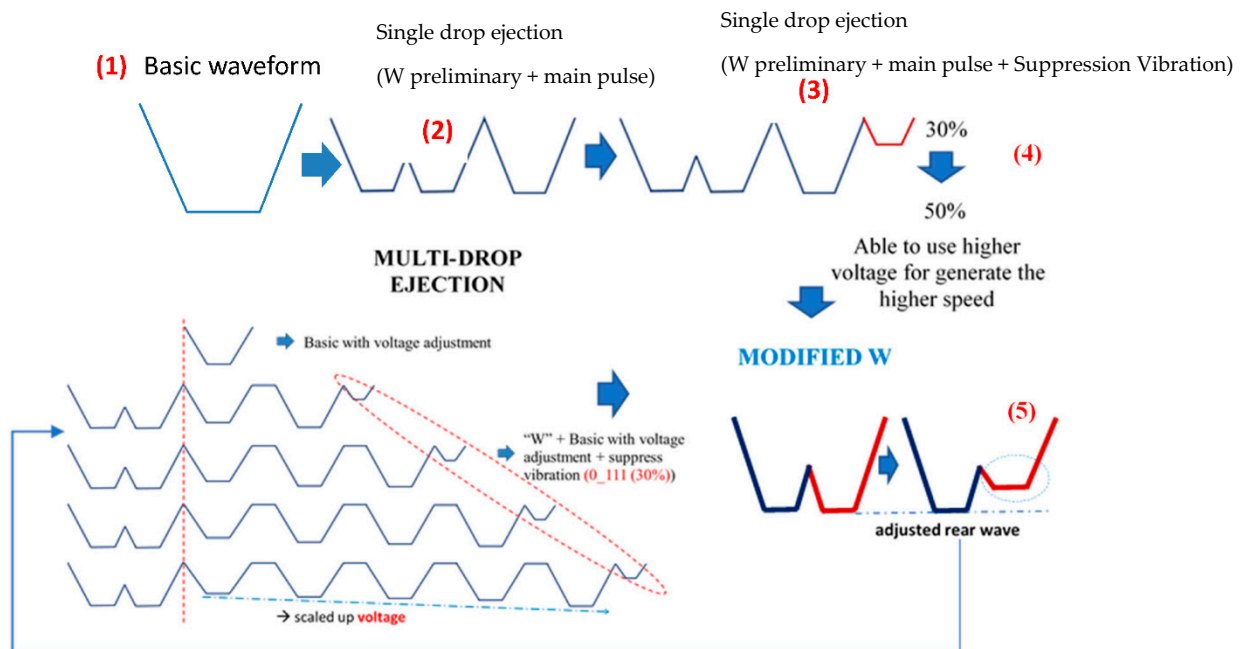 (1) Basic waveform
Single drop ejection
(W preliminary + main pulse)
(2)
Single drop ejection
(W preliminary + main pulse + Suppression Vibration)
(3)
30%
(4)
50%
Able to use higher
voltage for generate the
higher speed
MULTI-DROP
EJECTION
Basic with voltage adjustment
"W" + Basic with voltage
adjustment + suppress
vibration (0_111 (30%))
→ scaled up voltage
MODIFIED W
(5)
adjusted rear wave